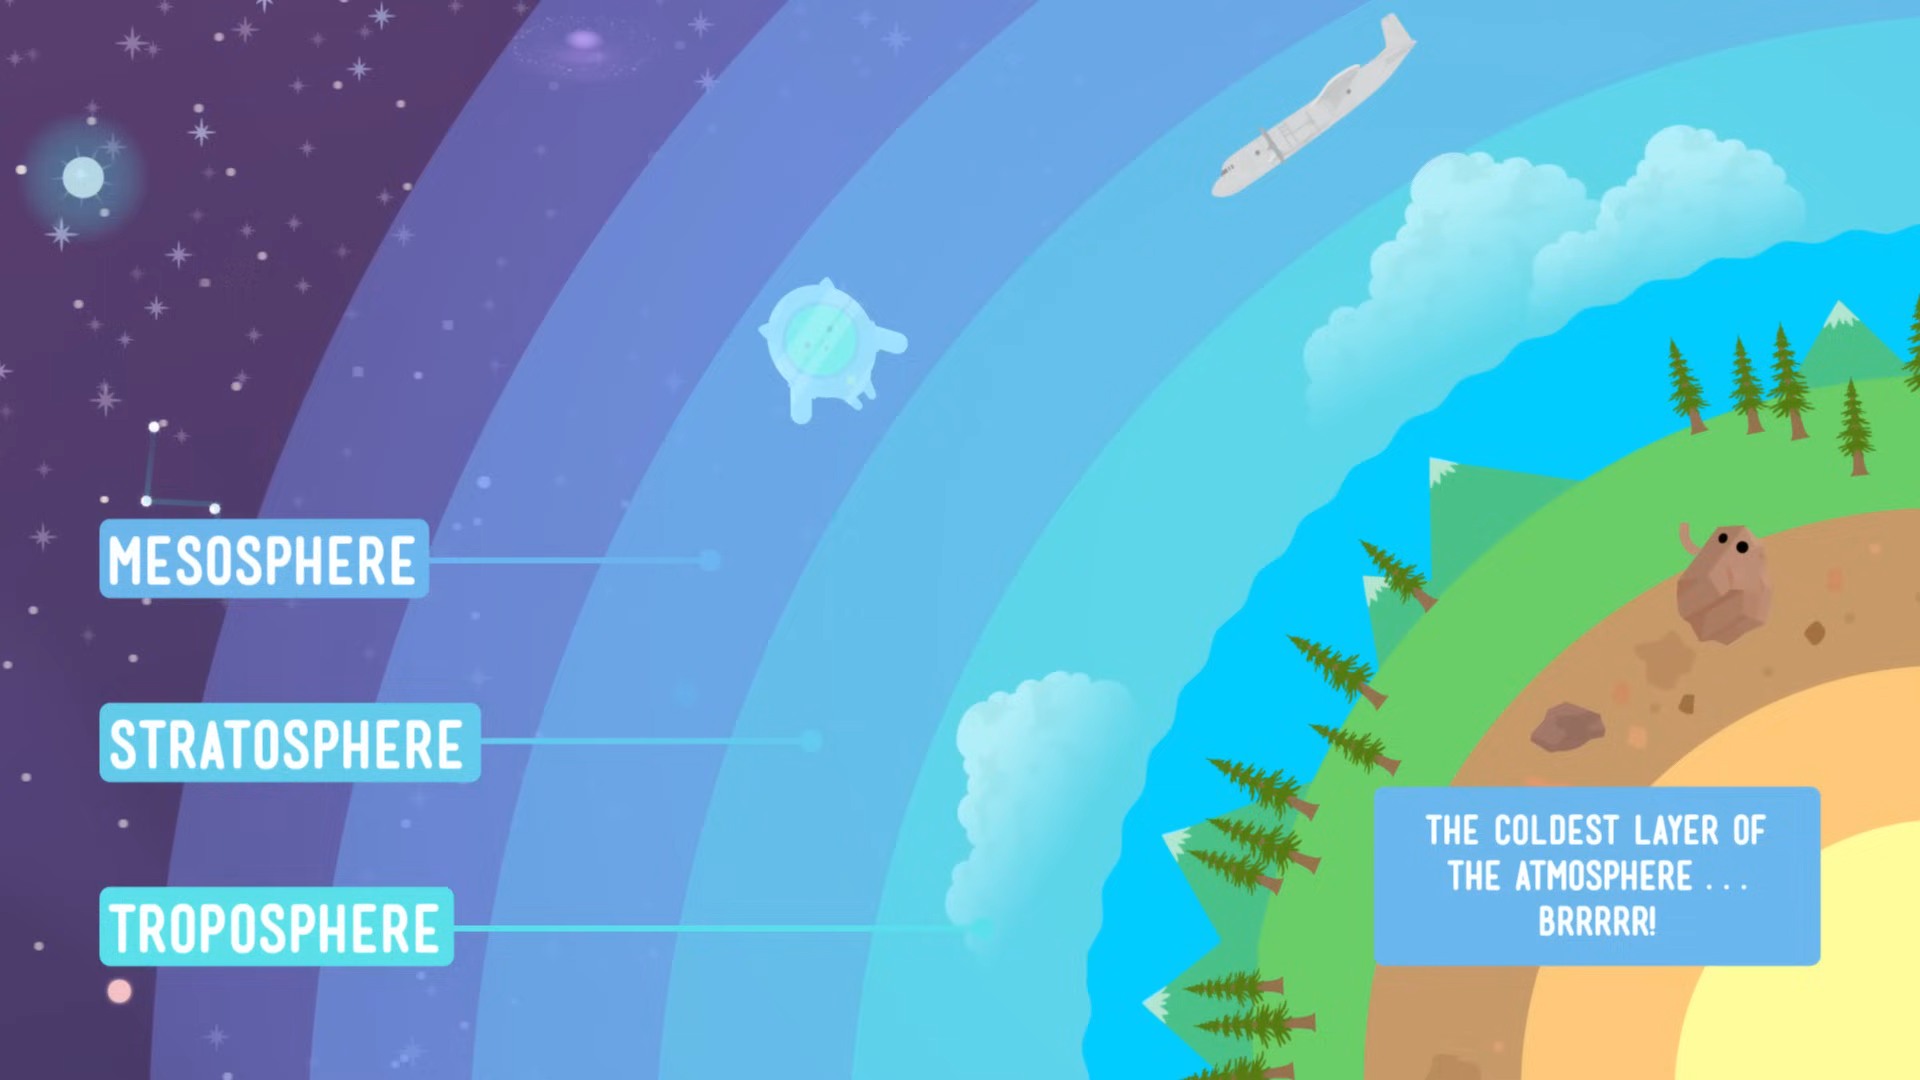 MESOSPHERE
STRATOSPHERE
TROPOSPHERE
THE COLDEST LAYER OF
THE ATMOSPHERE . . .
BRRRRR!